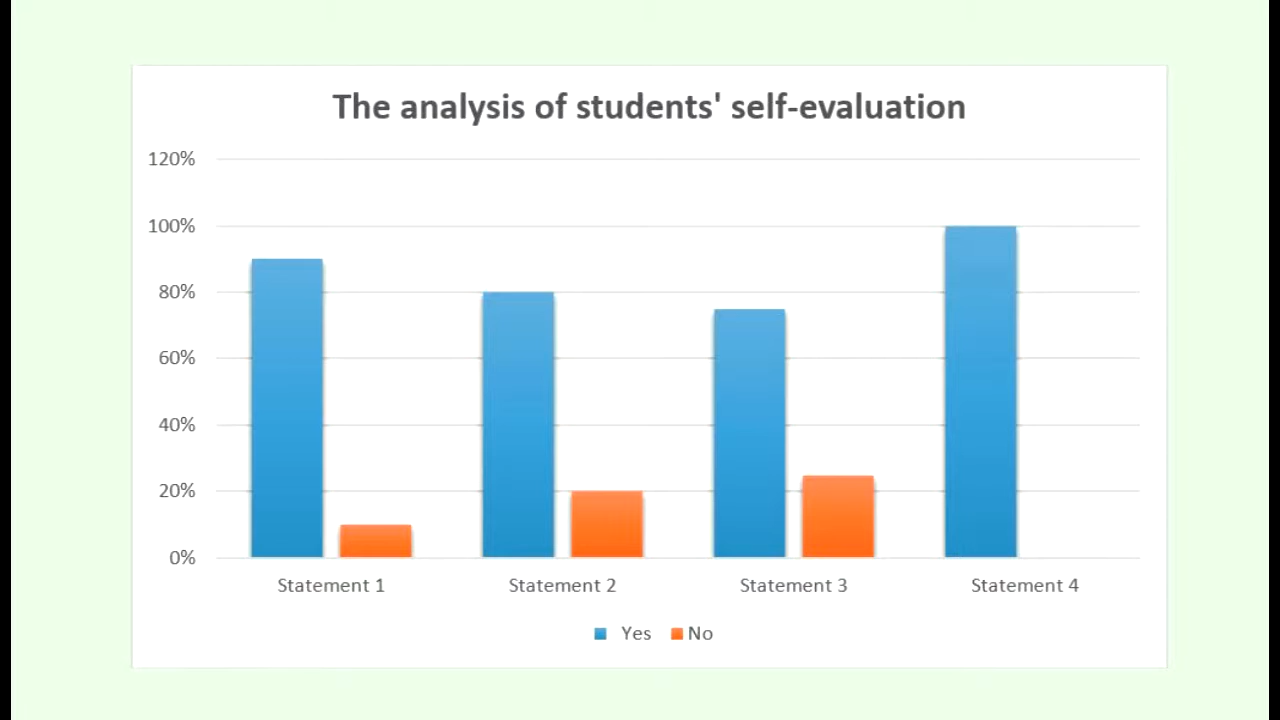 The analysis of students' self-evaluation
120%
100%
80%
60%
40%
20%
0%
Statement 1 Statement 2 Statement 3 Statement 4
Yes No